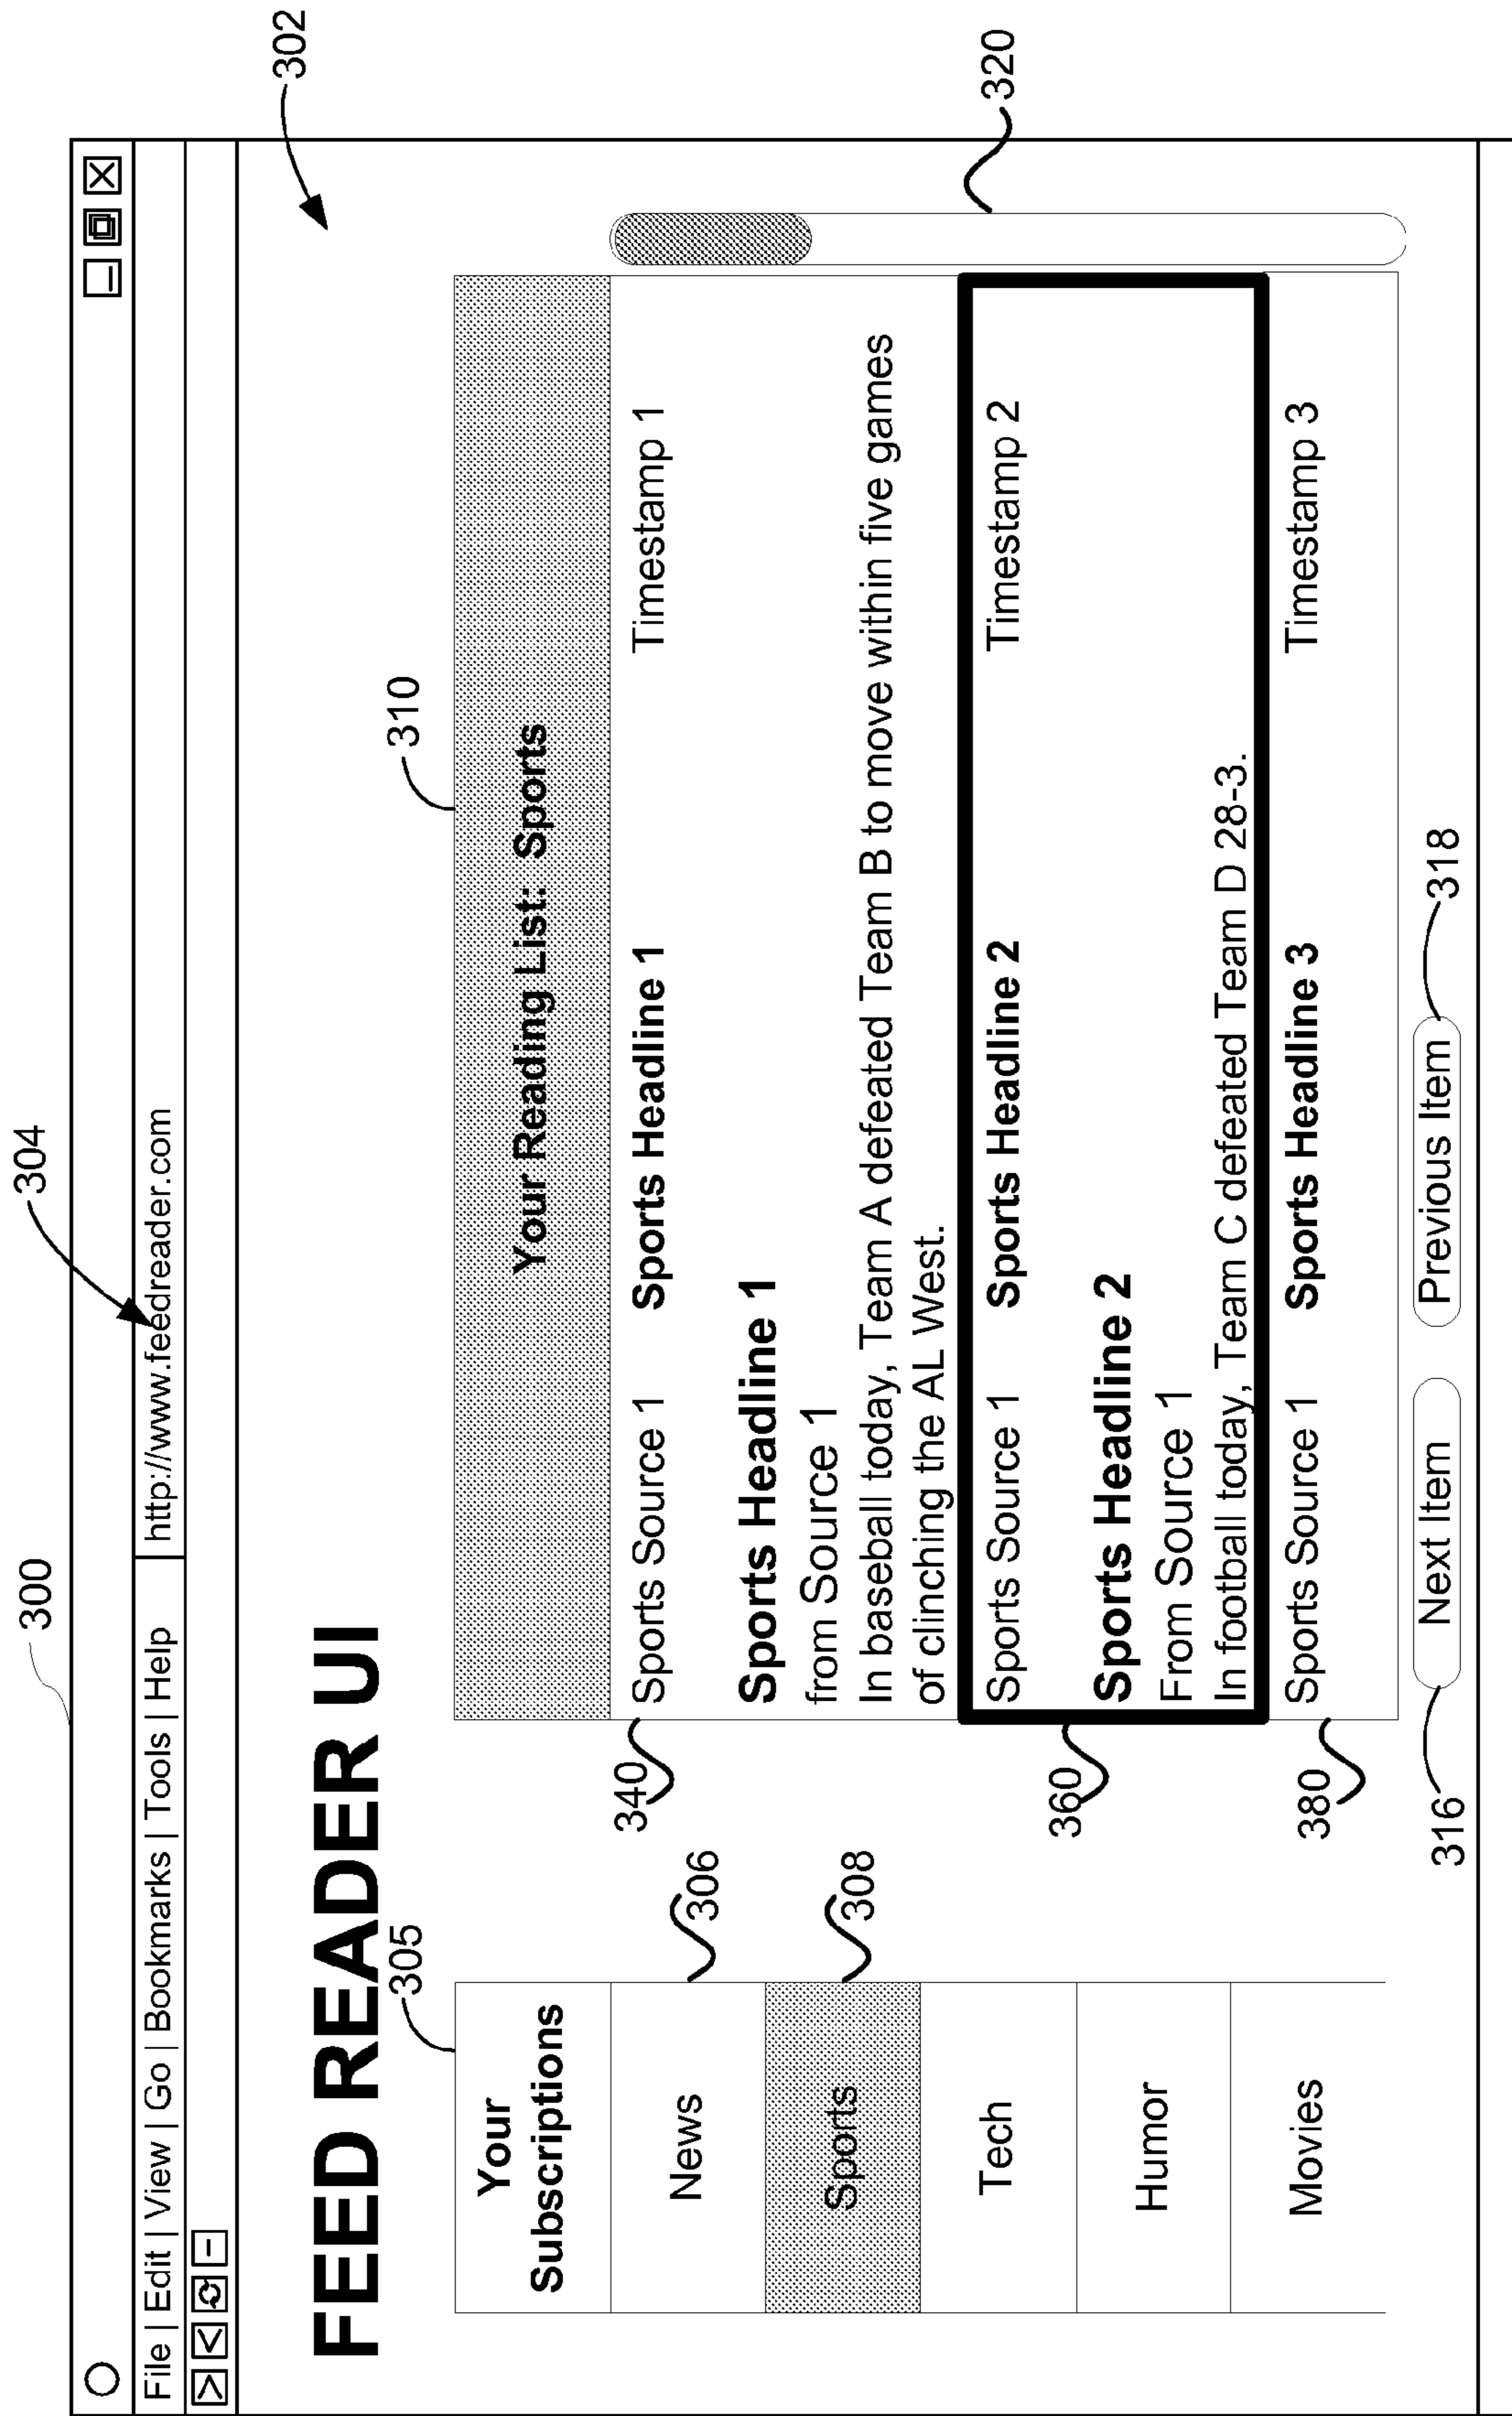 300
304
302
File | Edit | View | Go | Bookmarks | Tools | Help
http://www.feedreader.com
FEED READER UI
305
310
Your
Subscriptions
News
306
Sports
308
Tech
Humor
Movies
Your Reading List: Sports
320
340
Sports Source 1 Sports Headline 1 Timestamp 1
Sports Headline 1
from Source 1
In baseball today, Team A defeated Team B to move within five games
of clinching the AL West.
360
Sports Source 1 Sports Headline 2 Timestamp 2
Sports Headline 2
From Source 1
In football today, Team C defeated Team D 28-3.
380
Sports Source 1 Sports Headline 3 Timestamp 3
316
Next Item
Previous Item
318